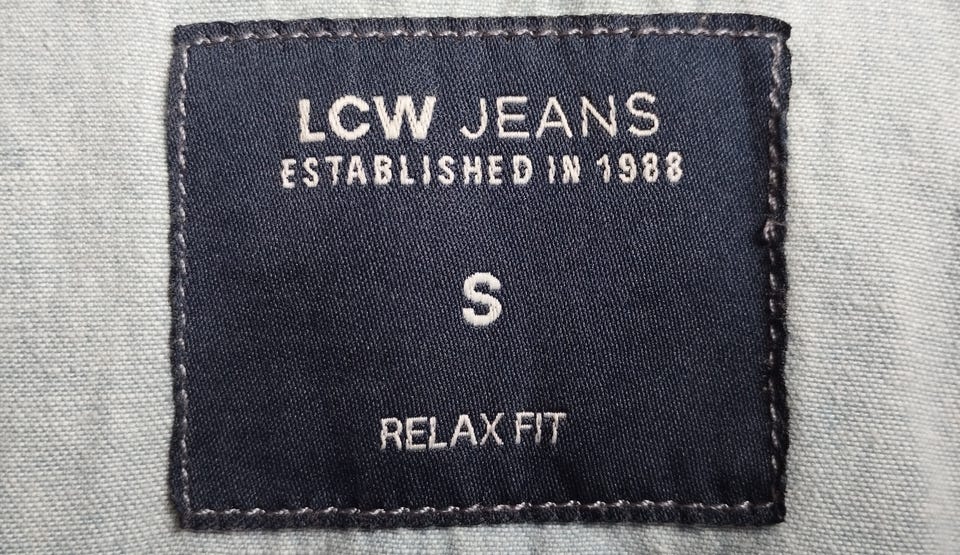 LCW JEANS
ESTABLISHED IN 1988
S
RELAX FIT